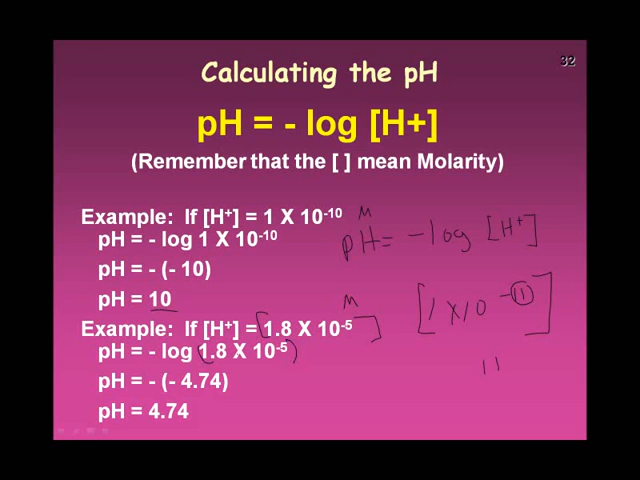 32
Calculating the pH
pH = - log [H+]
(Remember that the [ ] mean Molarity)
Example: If [H⁺] = 1 X 10⁻¹⁰ M
pH = - log 1 X 10⁻¹⁰
pH = -log [H⁺]
pH = - (- 10)
pH = 10
[1 X 10⁻¹¹]
Example: If [H⁺] = [1.8 X 10⁻⁵] M
pH = - log (1.8 X 10⁻⁵)
11
pH = - (- 4.74)
pH = 4.74